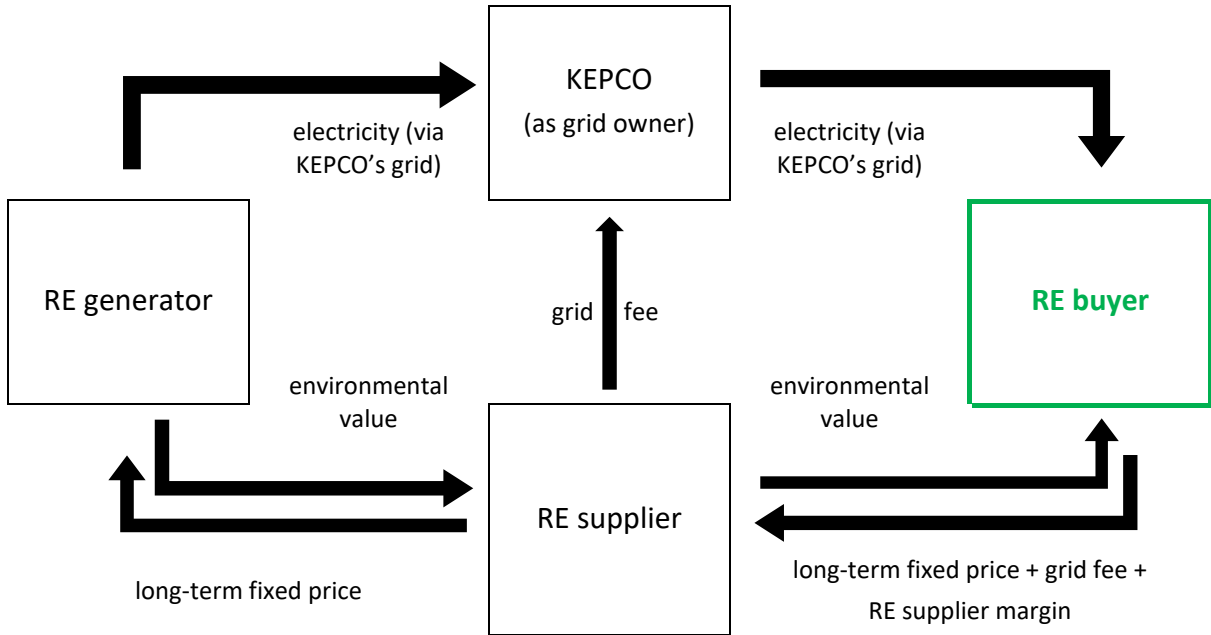 KEPCO
(as grid owner)
electricity (via
KEPCO’s grid)
electricity (via
KEPCO’s grid)
RE generator
grid fee
RE buyer
environmental
value
environmental
value
RE supplier
long-term fixed price
long-term fixed price + grid fee +
RE supplier margin